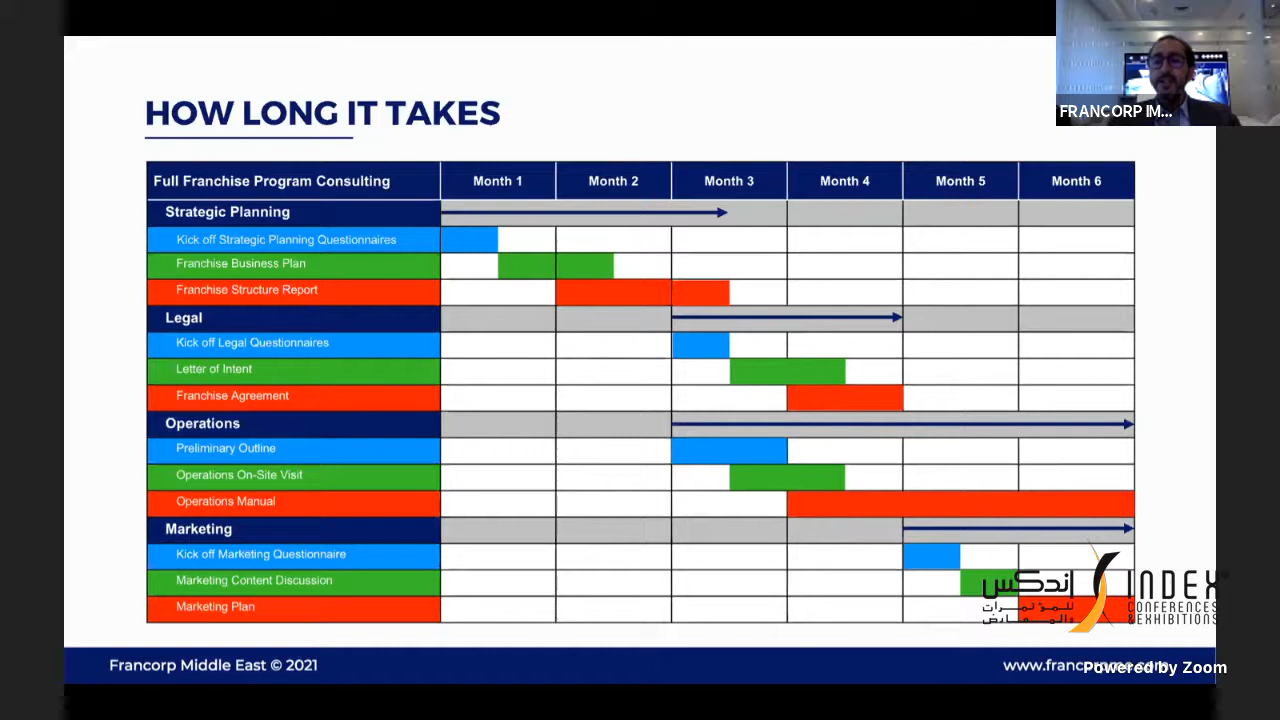 FRANCORP IM...
HOW LONG IT TAKES
Full Franchise Program Consulting Month 1 Month 2 Month 3 Month 4 Month 5 Month 6
Strategic Planning
Kick off Strategic Planning Questionnaires
Franchise Business Plan
Franchise Structure Report
Legal
Kick off Legal Questionnaires
Letter of Intent
Franchise Agreement
Operations
Preliminary Outline
Operations On-Site Visit
Operations Manual
Marketing
Kick off Marketing Questionnaire
Marketing Content Discussion
Marketing Plan
اندكس
للمؤتمرات
والمعارض
INDEX
CONFERENCES
& EXHIBITIONS
Francorp Middle East © 2021
Powered by Zoom